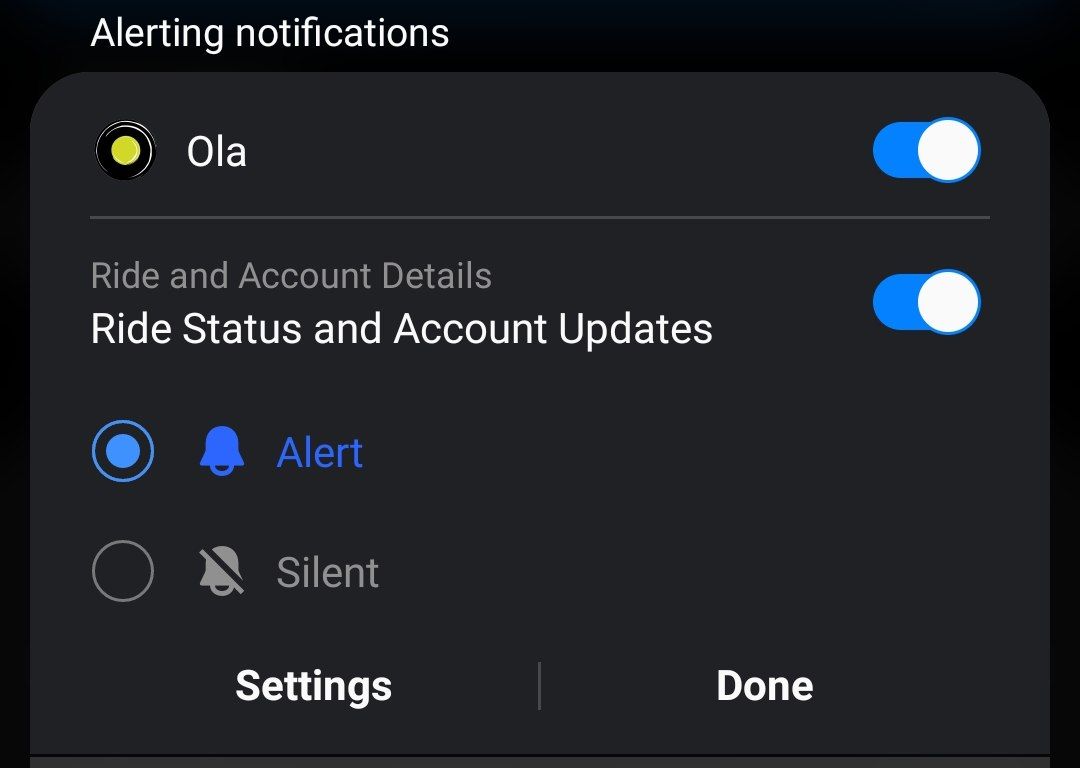 Alerting notifications
Ola
Ride and Account Details
Ride Status and Account Updates
Alert
Silent
Settings
Done